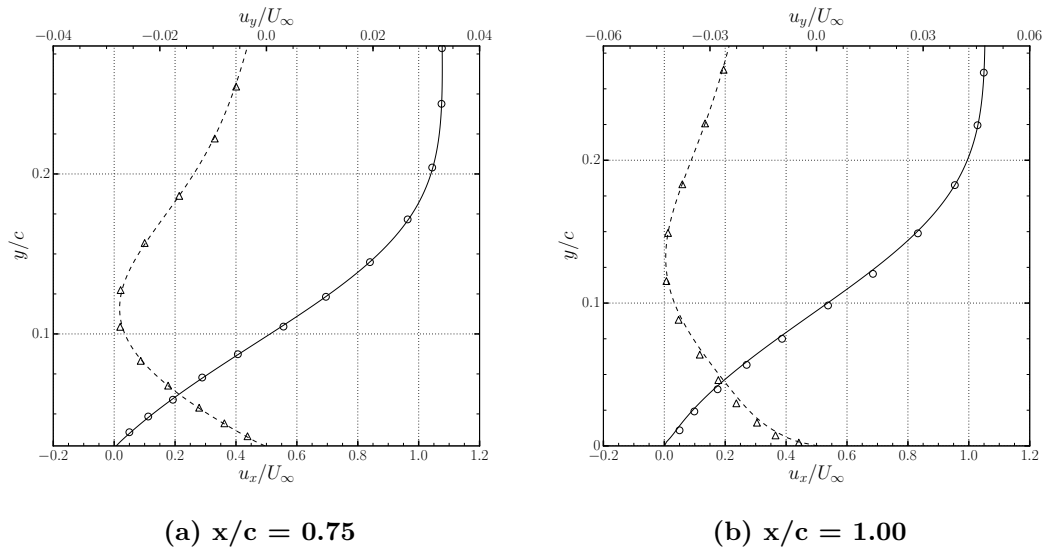 u_y/U_∞
−0.04 −0.02 0.0 0.02 0.04
0.2
0.1
y/c
−0.2 0.0 0.2 0.4 0.6 0.8 1.0 1.2
u_x/U_∞
(a) x/c = 0.75
u_y/U_∞
−0.06 −0.03 0.0 0.03 0.06
0.2
0.1
0
y/c
−0.2 0.0 0.2 0.4 0.6 0.8 1.0 1.2
u_x/U_∞
(b) x/c = 1.00